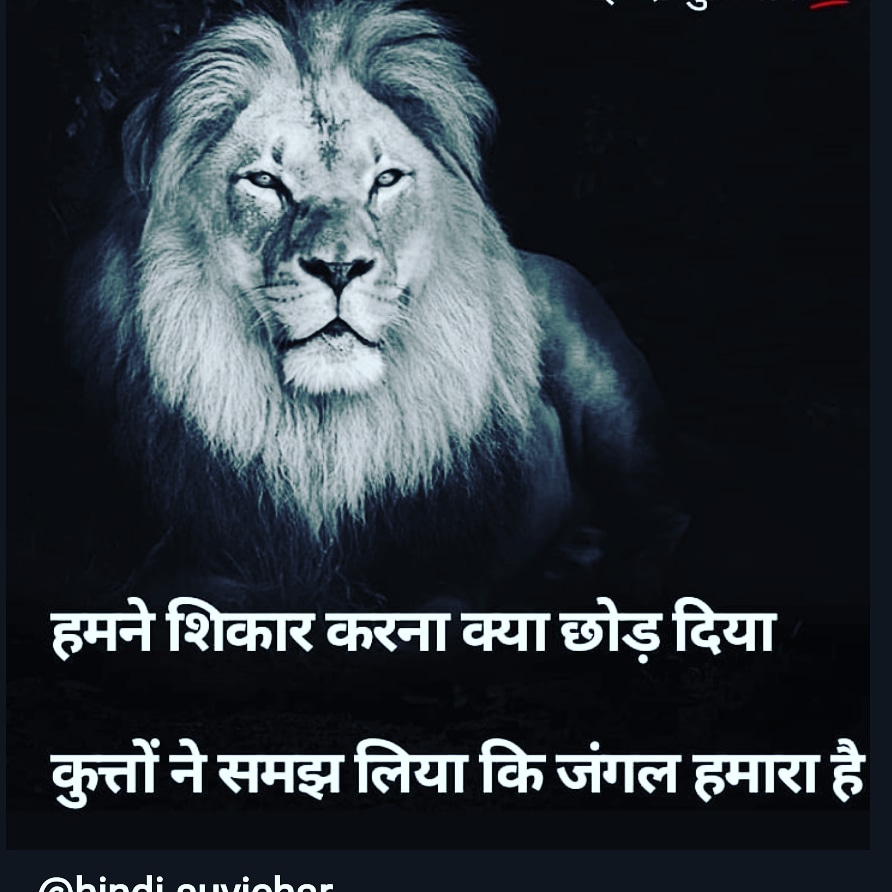 हमने शिकार करना क्या छोड़ दिया
कुत्तों ने समझ लिया कि जंगल हमारा है